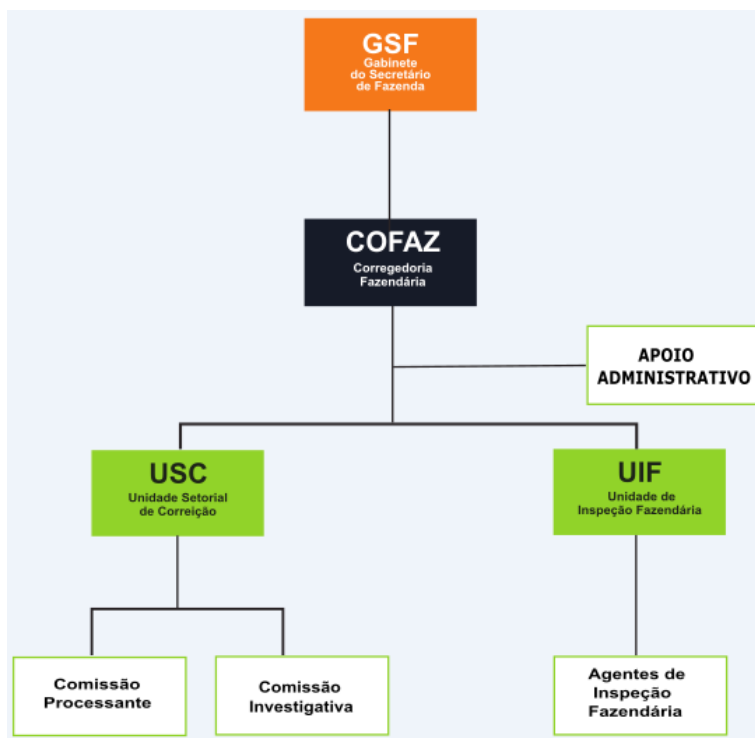 GSF
Gabinete
do Secretário
de Fazenda
COFAZ
Corregedoria
Fazendária
APOIO
ADMINISTRATIVO
USC
Unidade Setorial
de Correição
UIF
Unidade de
Inspeção Fazendária
Comissão
Processante
Comissão
Investigativa
Agentes de
Inspeção
Fazendária